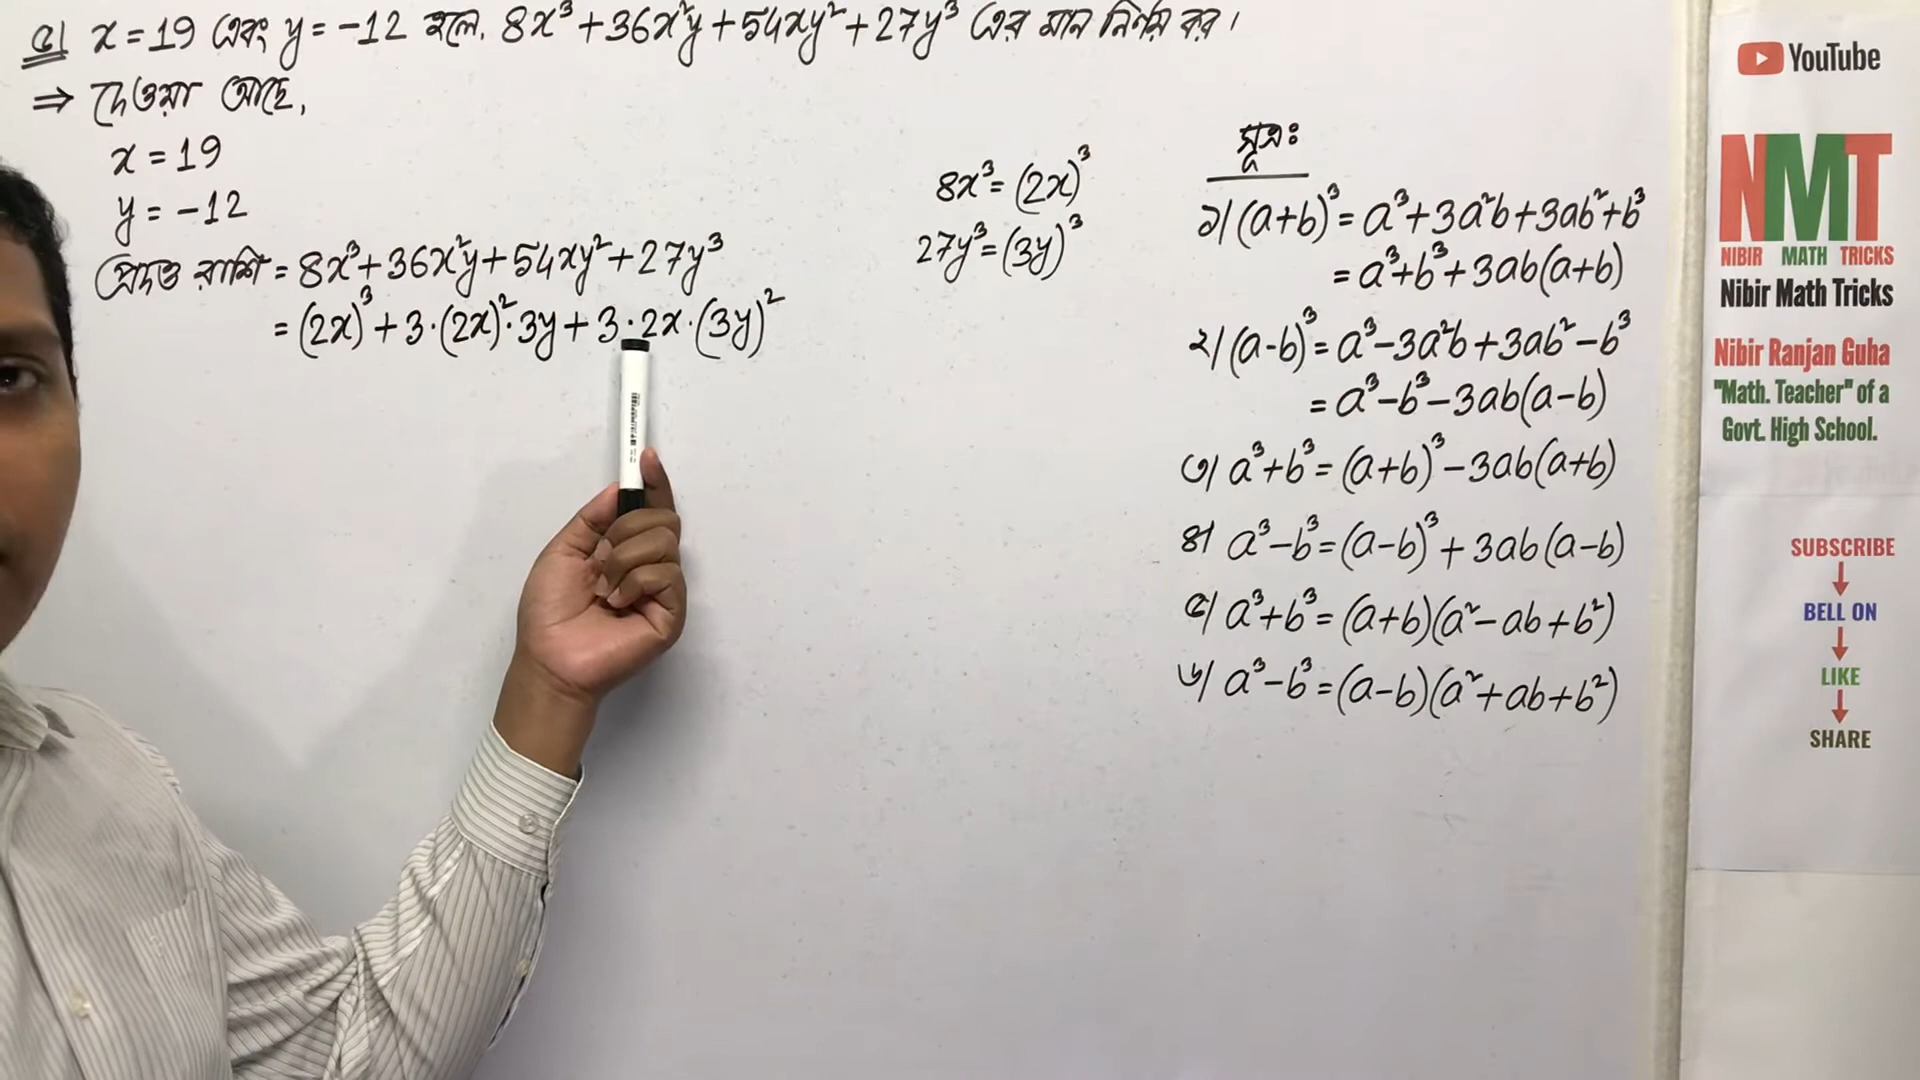 ৫। x = 19 এবং y = -12 হলে, 8x³ + 36x²y + 54xy² + 27y³ এর মান নির্ণয় কর।
⇒ দেওয়া আছে,
x = 19
y = -12
প্রদত্ত রাশি = 8x³ + 36x²y + 54xy² + 27y³
= (2x)³ + 3·(2x)²·3y + 3·2x·(3y)²
8x³ = (2x)³
27y³ = (3y)³
সূত্রঃ
১। (a+b)³ = a³ + 3a²b + 3ab² + b³
= a³ + b³ + 3ab(a+b)
২। (a-b)³ = a³ - 3a²b + 3ab² - b³
= a³ - b³ - 3ab(a-b)
৩। a³ + b³ = (a+b)³ - 3ab(a+b)
৪। a³ - b³ = (a-b)³ + 3ab(a-b)
৫। a³ + b³ = (a+b)(a² - ab + b²)
৬। a³ - b³ = (a-b)(a² + ab + b²)
YouTube
NMT
NIBIR MATH TRICKS
Nibir Math Tricks
Nibir Ranjan Guha
"Math. Teacher" of a
Govt. High School.
SUBSCRIBE
BELL ON
LIKE
SHARE